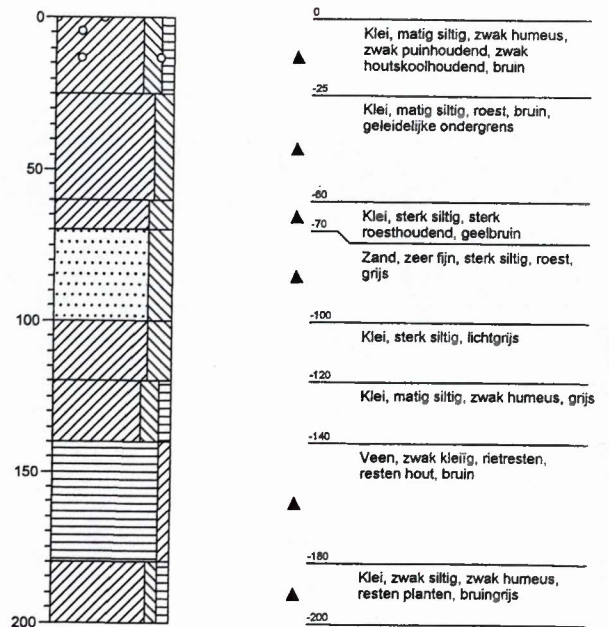 0
50
100
150
200
0
Klei, matig siltig, zwak humeus,
zwak puinhoudend, zwak
houtskoolhoudend, bruin
-25
Klei, matig siltig, roest, bruin,
geleidelijke ondergrens
-60
Klei, sterk siltig, sterk
roesthoudend, geelbruin
-70
Zand, zeer fijn, sterk siltig, roest,
grijs
-100
Klei, sterk siltig, lichtgrijs
-120
Klei, matig siltig, zwak humeus, grijs
-140
Veen, zwak kleiïg, rietresten,
resten hout, bruin
-180
Klei, zwak siltig, zwak humeus,
resten planten, bruingrijs
-200